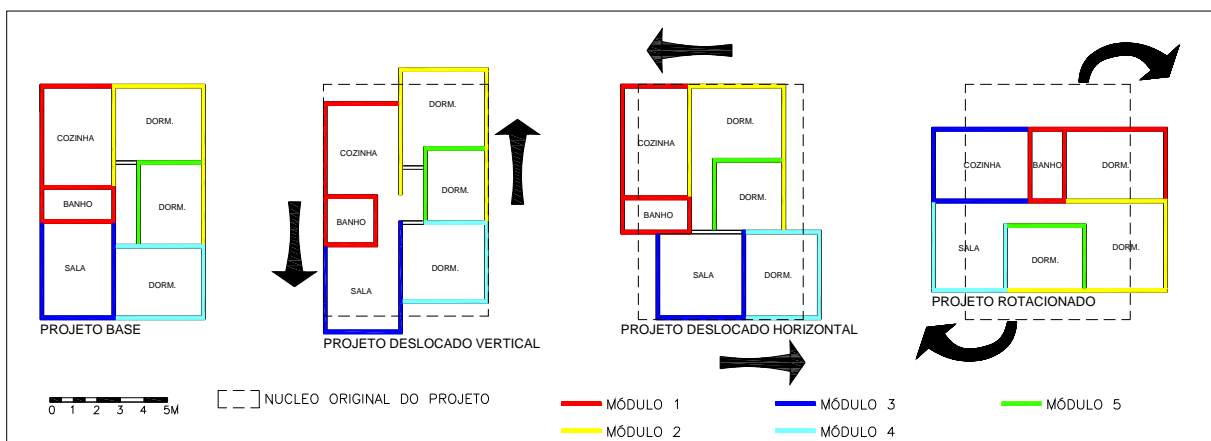 COZINHA
DORM.
BANHO
DORM.
SALA
DORM.
PROJETO BASE
DORM.
COZINHA
DORM.
BANHO
DORM.
SALA
PROJETO DESLOCADO VERTICAL
COZINHA
DORM.
DORM.
BANHO
SALA
DORM.
PROJETO DESLOCADO HORIZONTAL
COZINHA
BANHO
DORM.
SALA
DORM.
DORM.
PROJETO ROTACIONADO
0 1 2 3 4 5M
NUCLEO ORIGINAL DO PROJETO
MÓDULO 1
MÓDULO 3
MÓDULO 5
MÓDULO 2
MÓDULO 4